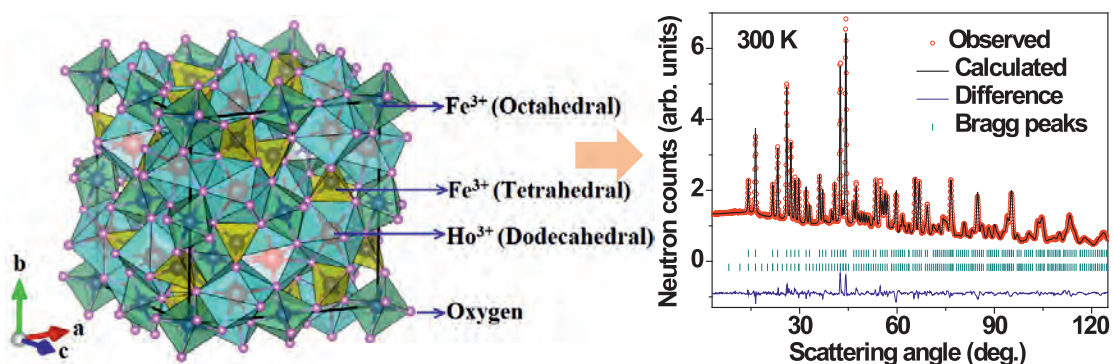 Fe³⁺ (Octahedral)
Fe³⁺ (Tetrahedral)
Ho³⁺ (Dodecahedral)
Oxygen
b
a
c
300 K
Observed
Calculated
Difference
Bragg peaks
Neutron counts (arb. units)
6
4
2
0
30
60
90
120
Scattering angle (deg.)